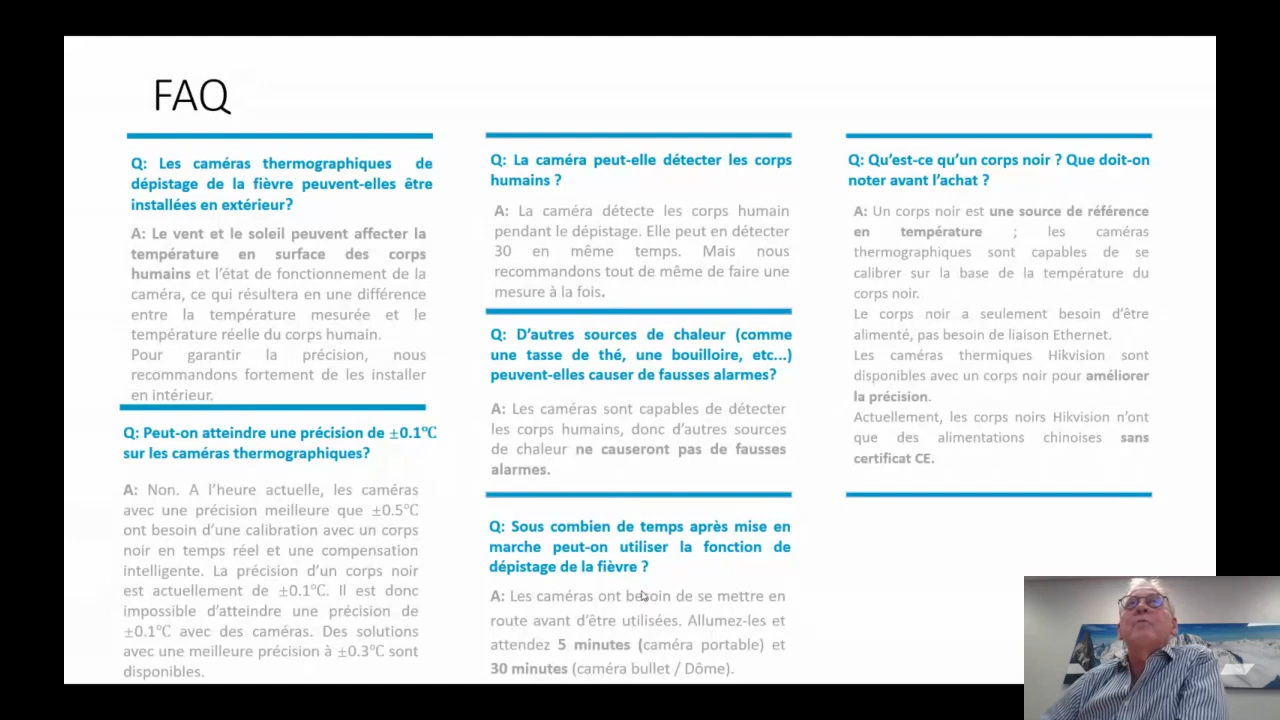 FAQ
Q: Les caméras thermographiques de
dépistage de la fièvre peuvent-elles être
installées en extérieur?
A: Le vent et le soleil peuvent affecter la
température en surface des corps
humains et l'état de fonctionnement de la
caméra, ce qui résultera en une différence
entre la température mesurée et le
température réelle du corps humain.
Pour garantir la précision, nous
recommandons fortement de les installer
en intérieur.
Q: Peut-on atteindre une précision de ±0.1℃
sur les caméras thermographiques?
A: Non. A l'heure actuelle, les caméras
avec une précision meilleure que ±0.5℃
ont besoin d'une calibration avec un corps
noir en temps réel et une compensation
intelligente. La précision d'un corps noir
est actuellement de ±0.1℃. Il est donc
impossible d'atteindre une précision de
±0.1℃ avec des caméras. Des solutions
avec une meilleure précision à ±0.3℃ sont
disponibles.
Q: La caméra peut-elle détecter les corps
humains ?
A: La caméra détecte les corps humain
pendant le dépistage. Elle peut en détecter
30 en même temps. Mais nous
recommandons tout de même de faire une
mesure à la fois.
Q: D'autres sources de chaleur (comme
une tasse de thé, une bouilloire, etc...)
peuvent-elles causer de fausses alarmes?
A: Les caméras sont capables de détecter
les corps humains, donc d'autres sources
de chaleur ne causeront pas de fausses
alarmes.
Q: Sous combien de temps après mise en
marche peut-on utiliser la fonction de
dépistage de la fièvre ?
A: Les caméras ont besoin de se mettre en
route avant d'être utilisées. Allumez-les et
attendez 5 minutes (caméra portable) et
30 minutes (caméra bullet / Dôme).
Q: Qu'est-ce qu'un corps noir ? Que doit-on
noter avant l'achat ?
A: Un corps noir est une source de référence
en température ; les caméras
thermographiques sont capables de se
calibrer sur la base de la température du
corps noir.
Le corps noir a seulement besoin d'être
alimenté, pas besoin de liaison Ethernet.
Les caméras thermiques Hikvision sont
disponibles avec un corps noir pour améliorer
la précision.
Actuellement, les corps noirs Hikvision n'ont
que des alimentations chinoises sans
certificat CE.